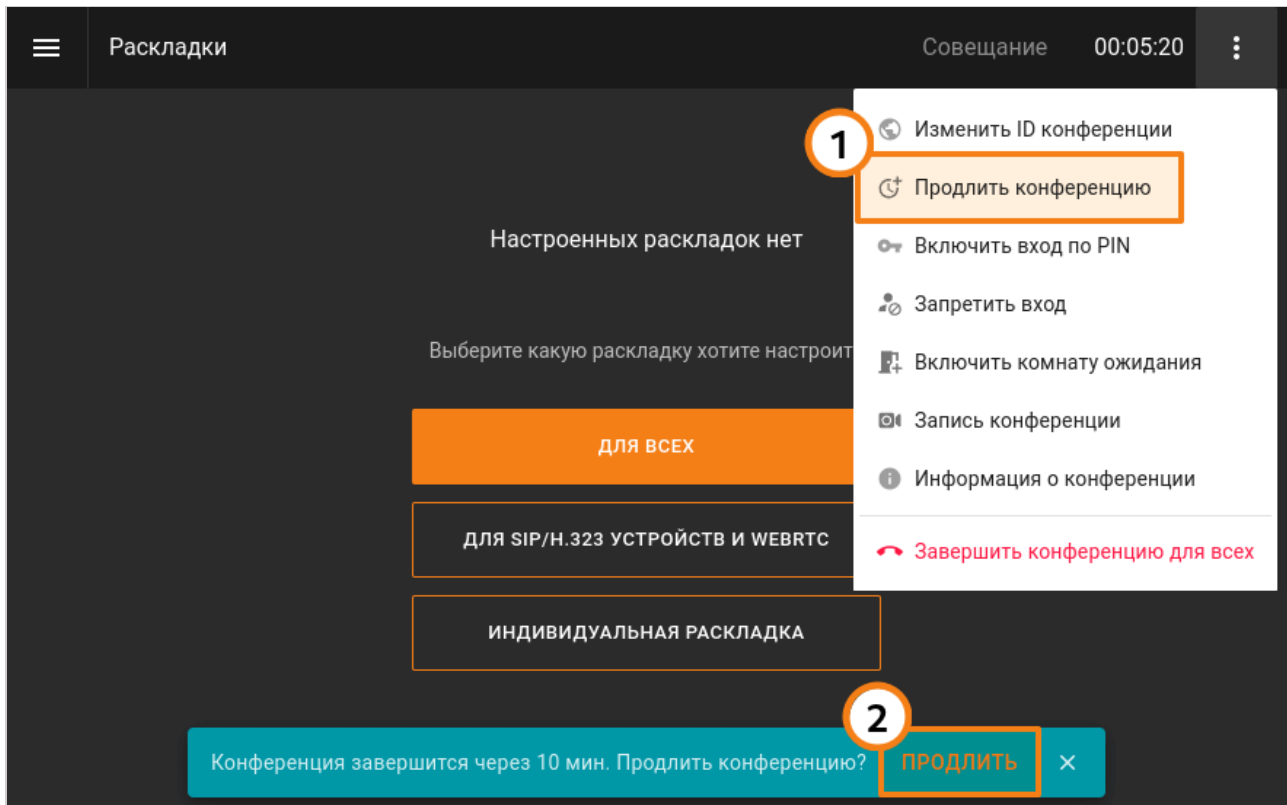 Раскладки
Совещание 00:05:20
1
Изменить ID конференции
Продлить конференцию
Включить вход по PIN
Запретить вход
Включить комнату ожидания
Запись конференции
Информация о конференции
Завершить конференцию для всех
Настроенных раскладок нет
Выберите какую раскладку хотите настроит
ДЛЯ ВСЕХ
ДЛЯ SIP/H.323 УСТРОЙСТВ И WEBRTC
ИНДИВИДУАЛЬНАЯ РАСКЛАДКА
2
Конференция завершится через 10 мин. Продлить конференцию? ПРОДЛИТЬ